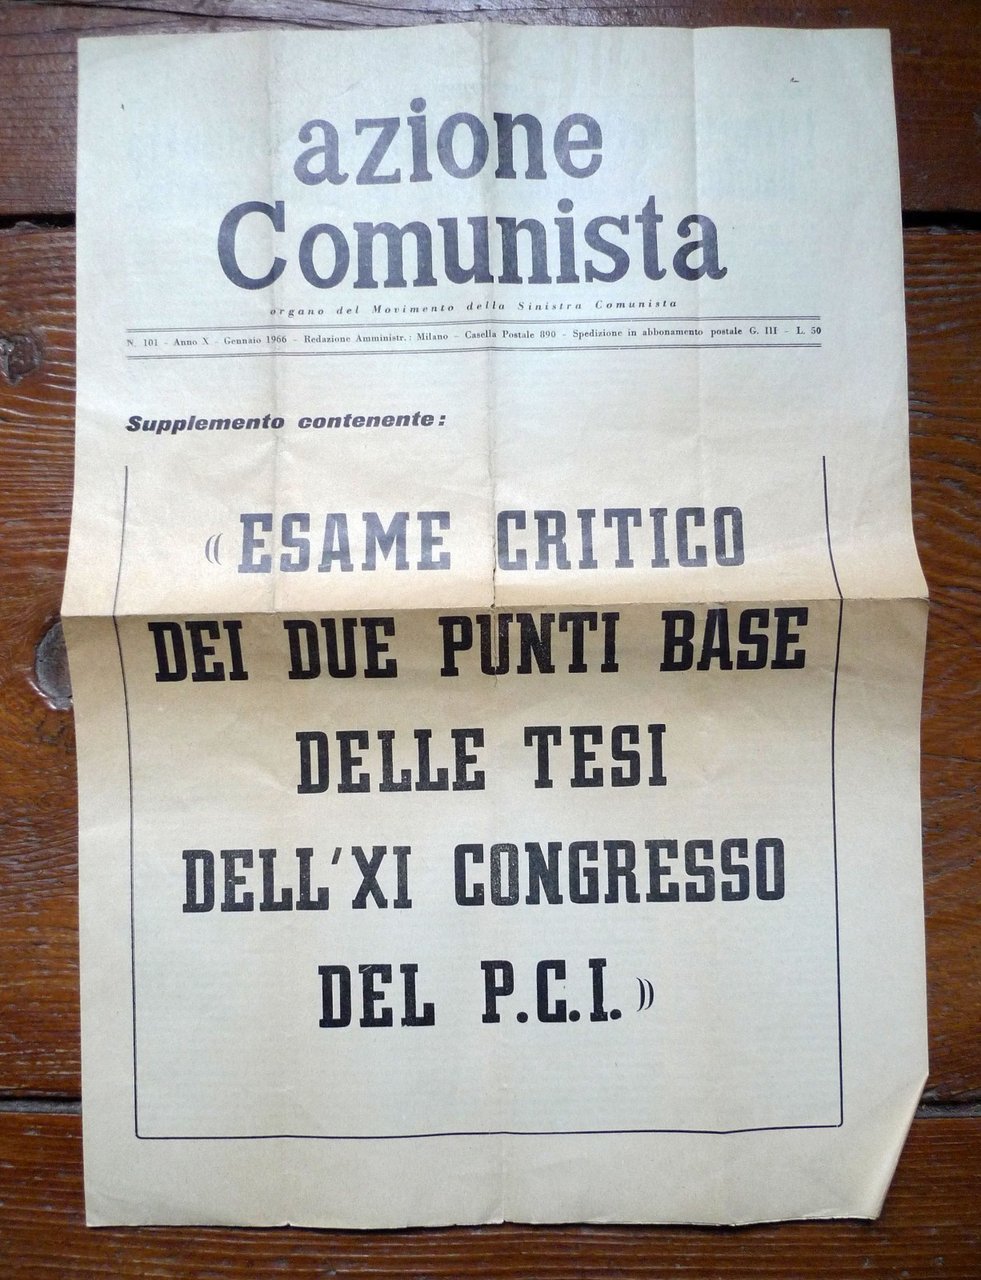 azione
Comunista
organo del Movimento della Sinistra Comunista
N. 101 - Anno X - Gennaio 1966 - Redazione Amministr.: Milano - Casella Postale 890 - Spedizione in abbonamento postale G. III - L. 50
Supplemento contenente:
« ESAME CRITICO
DEI DUE PUNTI BASE
DELLE TESI
DELL'XI CONGRESSO
DEL P.C.I. »